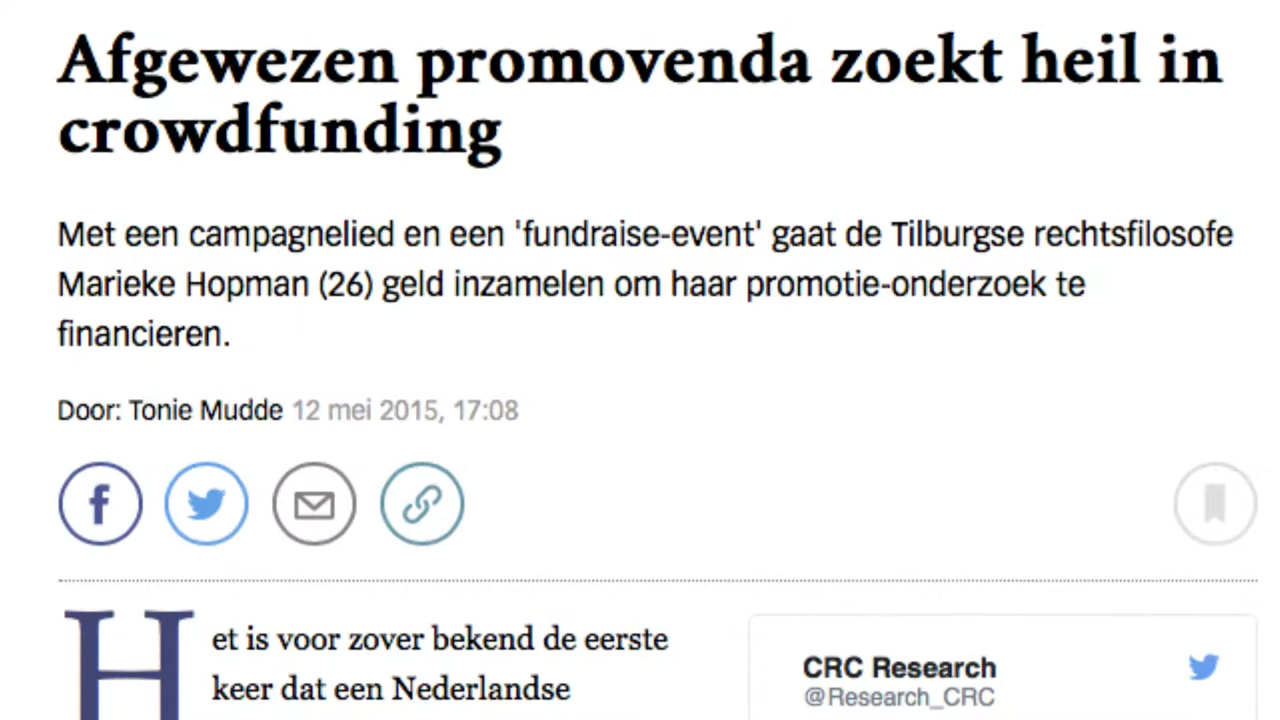 Afgewezen promovenda zoekt heil in
crowdfunding
Met een campagnelied en een 'fundraise-event' gaat de Tilburgse rechtsfilosofe
Marieke Hopman (26) geld inzamelen om haar promotie-onderzoek te
financieren.
Door: Tonie Mudde 12 mei 2015, 17:08
Het is voor zover bekend de eerste
keer dat een Nederlandse
CRC Research
@Research_CRC